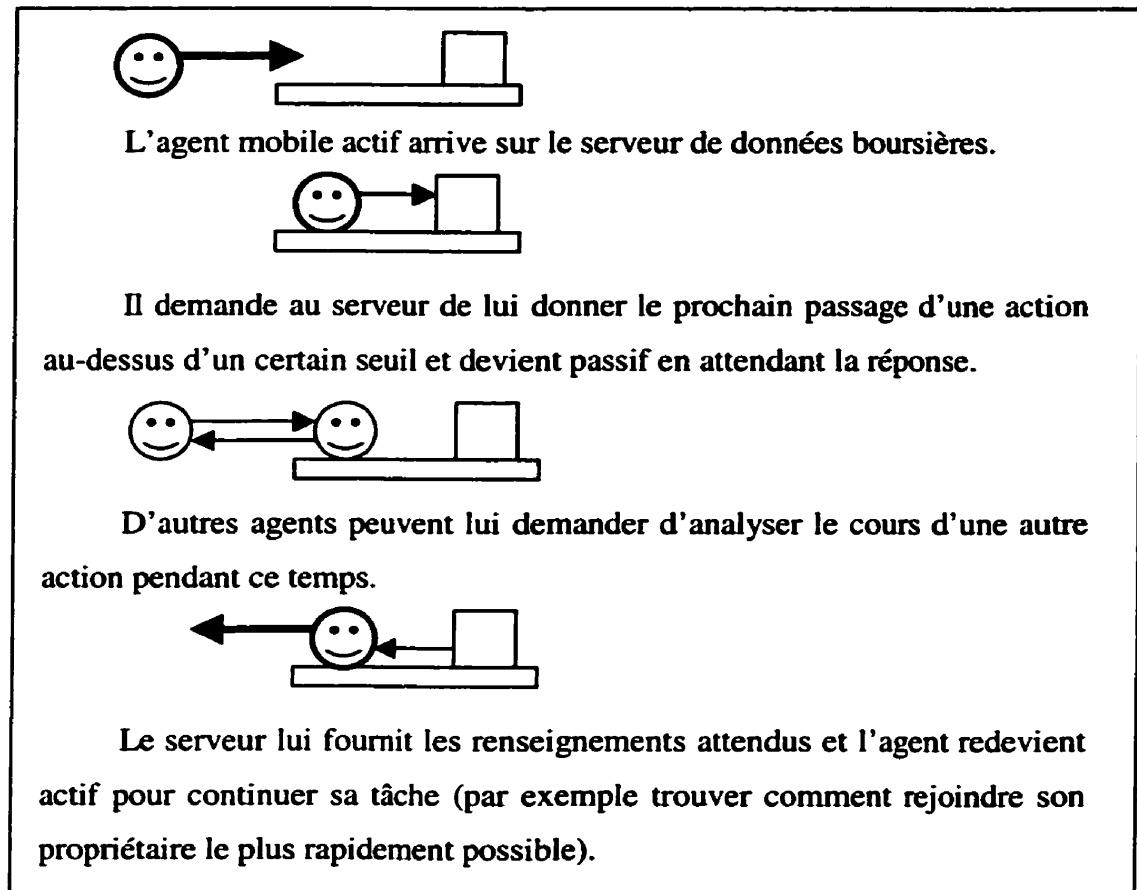 L'agent mobile actif arrive sur le serveur de données boursières.
Il demande au serveur de lui donner le prochain passage d'une action
au-dessus d'un certain seuil et devient passif en attendant la réponse.
D'autres agents peuvent lui demander d'analyser le cours d'une autre
action pendant ce temps.
Le serveur lui fournit les renseignements attendus et l'agent redevient
actif pour continuer sa tâche (par exemple trouver comment rejoindre son
propriétaire le plus rapidement possible).